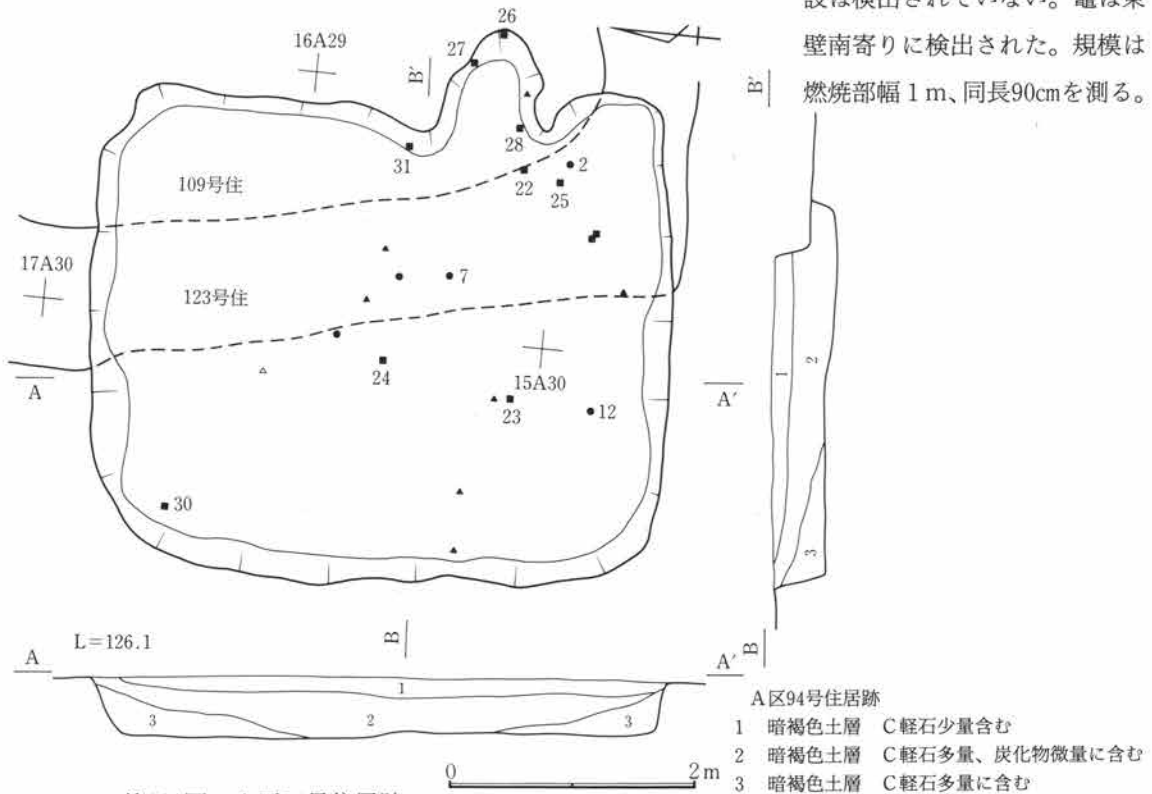 設は検出されていない。竈は東
壁南寄りに検出された。規模は
燃焼部幅1m、同長90cmを測る。
26
16A29
27
B'
B'
28
31
2
22
25
109号住
17A30
7
123号住
24
15A30
A
23
12
A'
1
2
30
3
L=126.1
B
B
A
A'
1
3
2
3
A区94号住居跡
1 暗褐色土層 C軽石少量含む
2 暗褐色土層 C軽石多量、炭化物微量に含む
3 暗褐色土層 C軽石多量に含む
0
2m